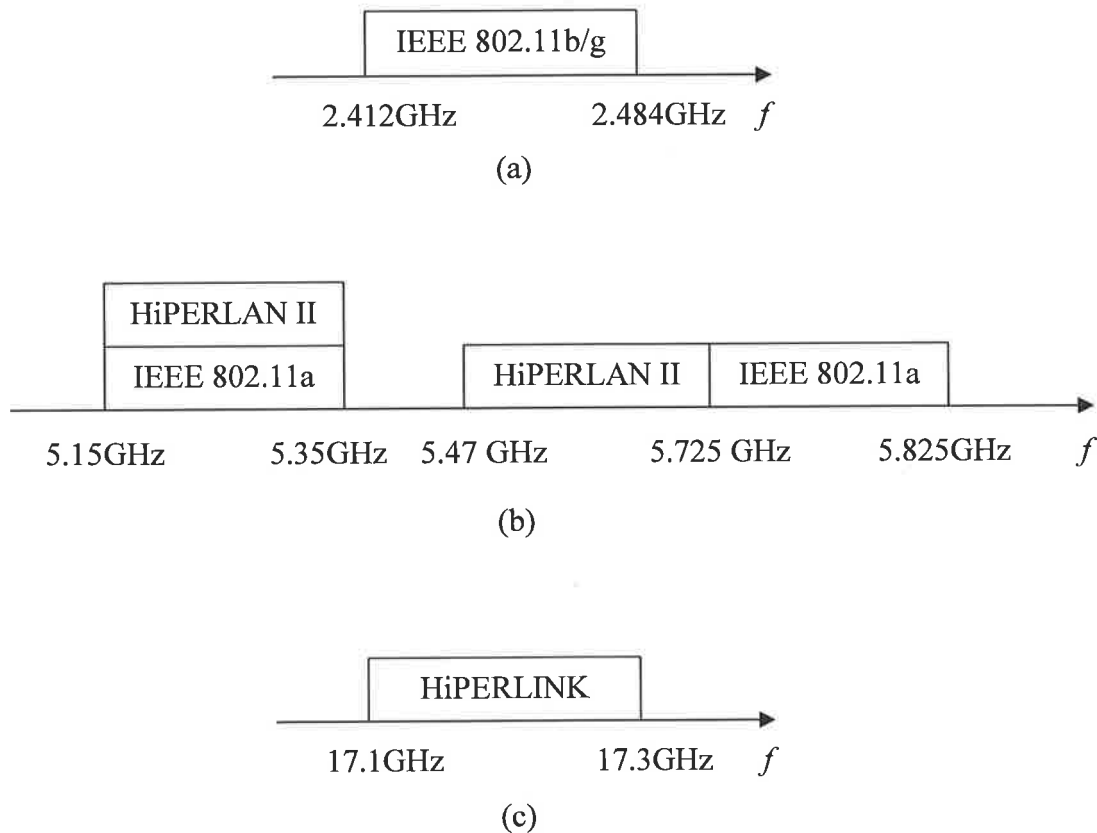 IEEE 802.11b/g
2.412GHz 2.484GHz f
(a)
HiPERLAN II
IEEE 802.11a HiPERLAN II IEEE 802.11a
5.15GHz 5.35GHz 5.47 GHz 5.725 GHz 5.825GHz f
(b)
HiPERLINK
17.1GHz 17.3GHz f
(c)